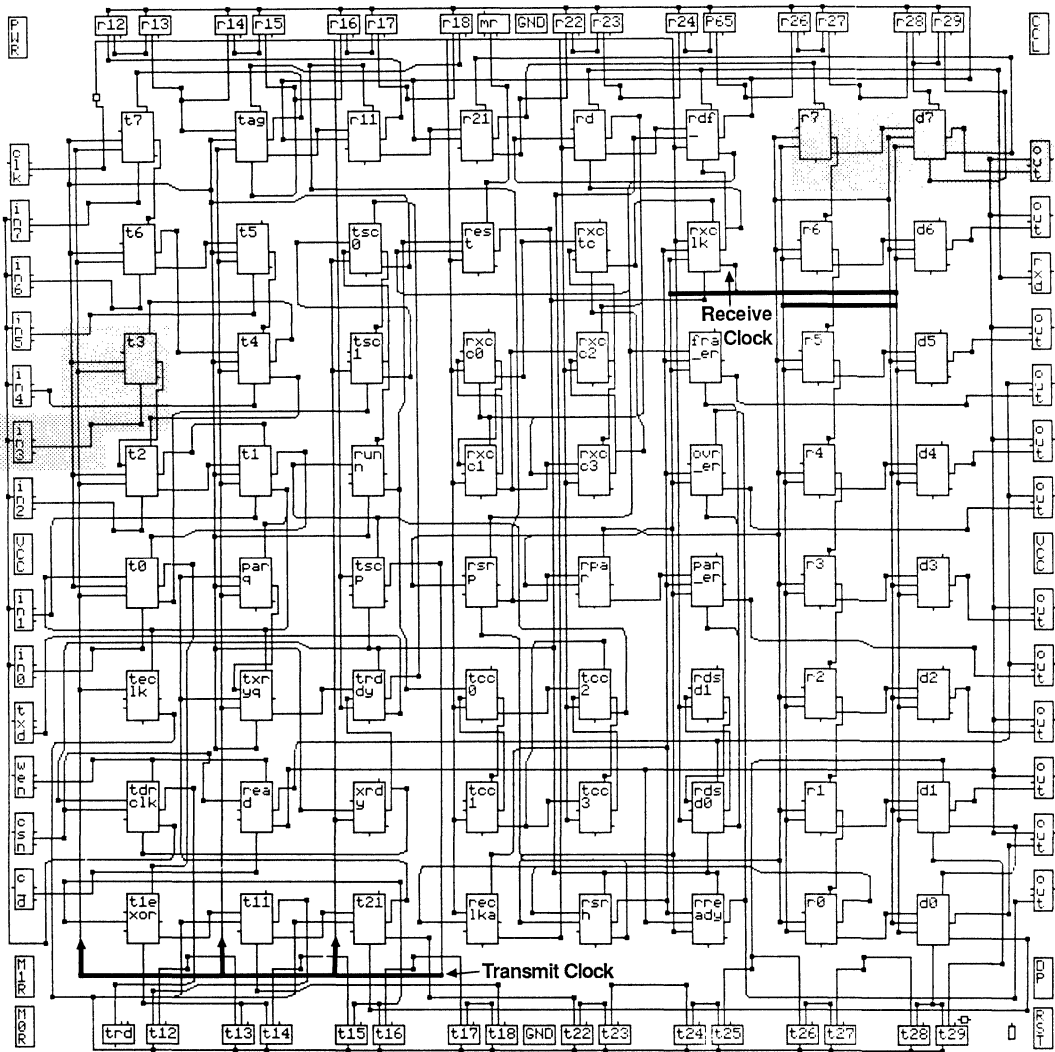 PWR r12 r13 r14 r15 r16 r17 r18 mr GND r22 r23 r24 P65 r26 r27 r28 r29 CCL
clk t7 tag r11 r21 rd rdf_ r7 d7 out
in7 t6 t5 tsc0 rest rxctc rxclk r6 d6 out
in6 rxd
Receive
Clock
in5 t3 t4 tsc1 rxcc0 rxcc2 fra_er r5 d5 out
in4 out
in3 t2 t1 runn rxcc1 rxcc3 ovr_er r4 d4 out
in2 out
VCC t0 parq tscp rsrp rpar par_er r3 d3 VCC
in1 out
in0 teclk txryq trdy tcc0 tcc2 rdsd1 r2 d2 out
txd out
wen tdrclk read xrdy tcc1 tcc3 rdsd0 r1 d1 out
csn out
cd t1exor t11 t21 reclka rsrh rready r0 d0 out
M1R Transmit Clock DP
M0R trd t12 t13 t14 t15 t16 t17 t18 GND t22 t23 t24 t25 t26 t27 t28 t29 RST